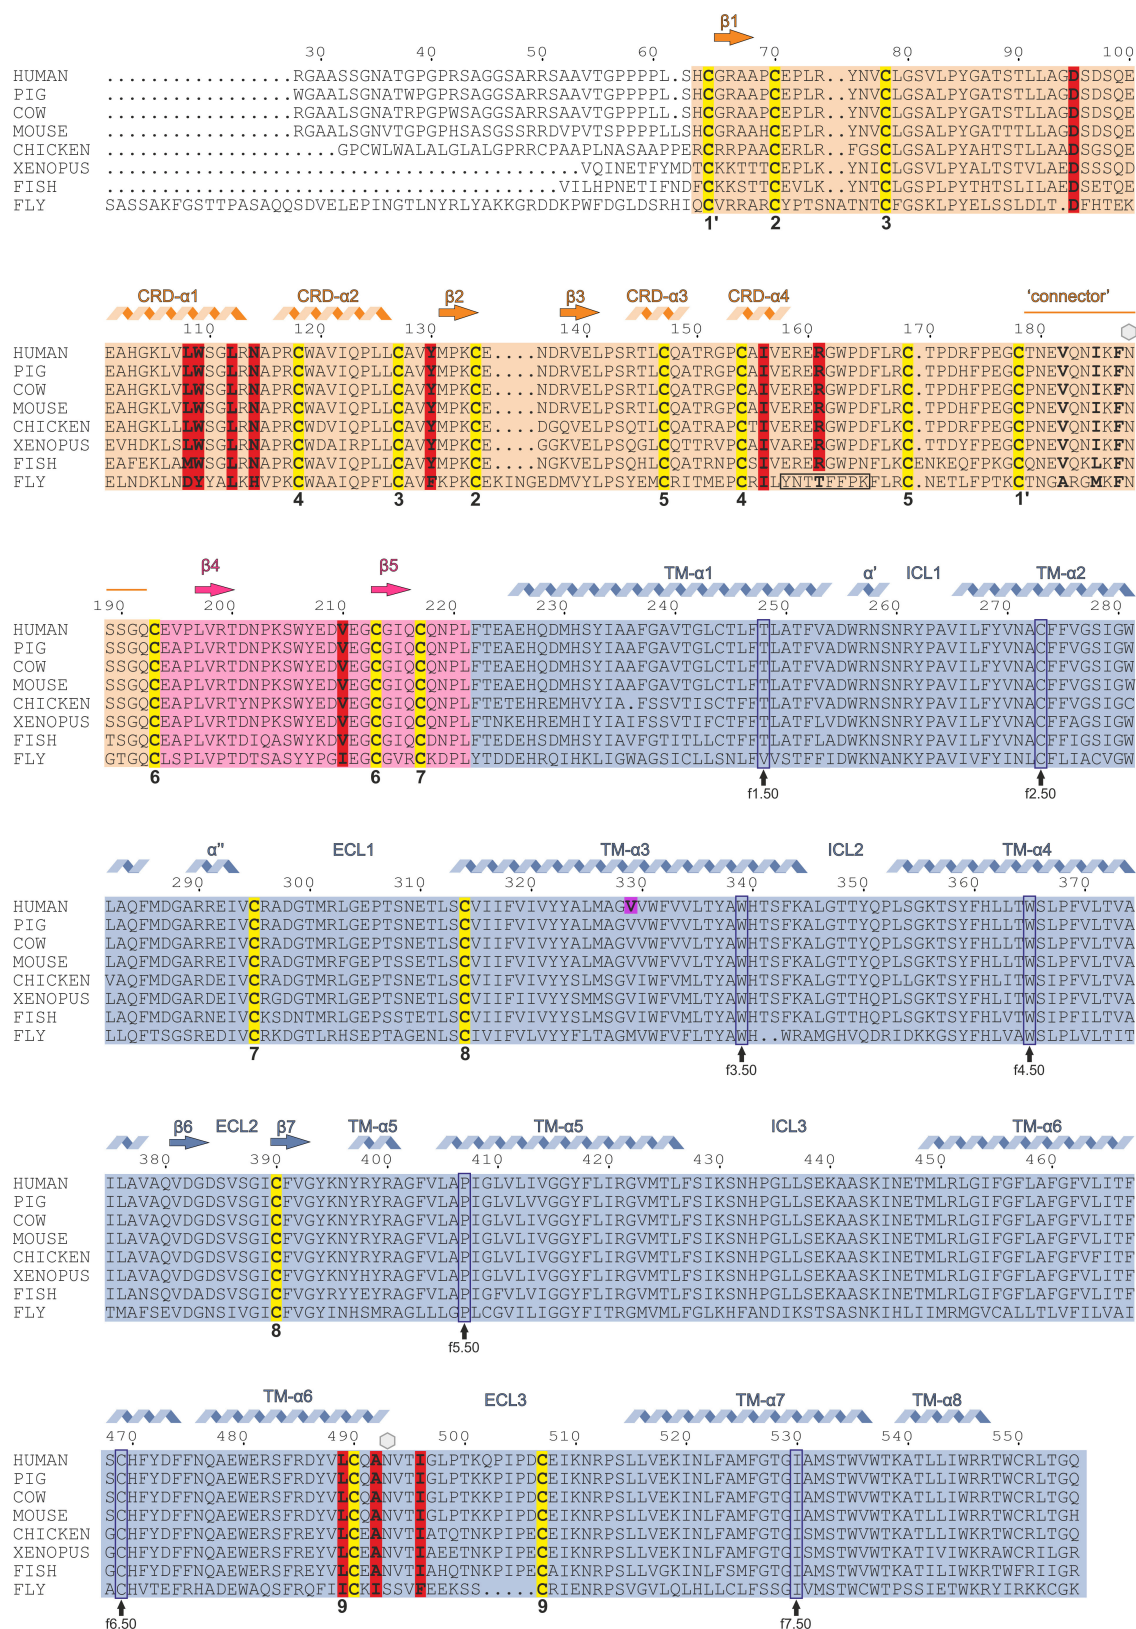 β1
30 40 50 60 70 80 90 100
HUMAN .................RGAASSGNATGPGPRSAGGSARRSAAVTGPPPPL.SHCGRAAPCEPLR..YNVCLGSVLPYGATSTLLAGDSDSQE
PIG .................WGAALSGNATWPGPRSAGGSARRSAAVTGPPPPL.SHCGRAAPCEPLR..YNVCLGSALPYGATSTLLAGDSDSQE
COW .................RGAALSGNATRPGPWSAGGSARRSAAVTGPPPLL.SHCGRAAPCEPLR..YNVCLGSALPYGATSTLLAGDSDSQE
MOUSE .................RGAALSGNVTGPGPHSASGSSRRDVPVTSPPPPLLSHCGRAAHCEPLR..YNVCLGSALPYGATTTLLAGDSDSQE
CHICKEN .....................GPCWLWALALGLALGPRRCPAAPLNASAAPPERCRRPAACERLR..FGSCLGSALPYAHTSTLLAADSGSQE
XENOPUS ...........................................VQINETFYMDTCKKTTTCEPLK..YNICLGSVLPYALTSTVLAEDSSSQD
FISH .........................................VILHPNETIFNDFCKKSTTCEVLK..YNTCLGSPLPYTHTSLILAEDSETQE
FLY SASSAKFGSTTPASAQQSDVELEPINGTLNYRLYAKKGRDDKPWFDGLDSRHIQCVRRARCYPTSNATNTCFGSKLPYELSSLDLT.DFHTEK
1' 2 3
CRD-α1 CRD-α2 β2 β3 CRD-α3 CRD-α4 'connector'
110 120 130 140 150 160 170 180
HUMAN EAHGKLVLWSGLRNAPRCWAVIQPLLCAVYMPKCE....NDRVELPSRTLCQATRGPCAIVERERGWPDFLRC.TPDRFPEGCTNEVQNIKFN
PIG EAHGKLVLWSGLRNAPRCWAVIQPLLCAVYMPKCE....NDRVELPSRTLCQATRGPCAIVERERGWPDFLRC.TPDHFPEGCPNEVQNIKFN
COW EAHGKLVLWSGLRNAPRCWAVIQPLLCAVYMPKCE....NDRVELPSRTLCQATRGPCAIVERERGWPDFLRC.TPDRFPEGCPNEVQNIKFN
MOUSE EAHGKLVLWSGLRNAPRCWAVIQPLLCAVYMPKCE....NDRVELPSRTLCQATRGPCAIVERERGWPDFLRC.TPDHFPEGCPNEVQNIKFN
CHICKEN EAHGKLLLWSGLRNAPRCWDVIQPLLCAVYMPKCE....DGQVELPSQTLCQATRAPCTIVERERGWPDFLKC.TPDRFPEGCPNEVQNIKFN
XENOPUS EVHDKLSLWSGLRNAPRCWDAIRPLLCAVYMPKCE....GGKVELPSQGLCQTTRVPCAIVARERGWPDFLKC.TTDYFPEGCPNEVQNIKFN
FISH EAFEKLAMWSGLRNAPRCWAVIQPLLCAVYMPKCE....NGKVELPSQHLCQATRNPCSIVERERGWPNFLKCENKEQFPKGCQNEVQKLKFN
FLY ELNDKLNDYYALKHVPKCWAAIQPFLCAVFKPKCEKINGEDMVYLPSYEMCRITMEPCRILYNTTFFPKFLRC.NETLFPTKCTNGARGMKFN
4 3 2 5 4 5 1'
β4 β5 TM-α1 α' ICL1 TM-α2
190 200 210 220 230 240 250 260 270 280
HUMAN SSGQCEVPLVRTDNPKSWYEDVEGCGIQCQNPLFTEAEHQDMHSYIAAFGAVTGLCTLFTLATFVADWRNSNRYPAVILFYVNACFFVGSIGW
PIG SSGQCEAPLVRTDNPKSWYEDVEGCGIQCQNPLFTEAEHQDMHSYIAAFGAVTGLCTLFTLATFVADWRNSNRYPAVILFYVNACFFVGSIGW
COW SSGQCEAPLVRTDNPKSWYEDVEGCGIQCQNPLFTEAEHQDMHSYIAAFGAVTGLCTLFTLATFVADWRNSNRYPAVILFYVNACFFVGSIGW
MOUSE SSGQCEAPLVRTDNPKSWYEDVEGCGIQCQNPLFTEAEHQDMHSYIAAFGAVTGLCTLFTLATFVADWRNSNRYPAVILFYVNACFFVGSIGW
CHICKEN SSGQCEAPLVRTYNPKSWYEDVEGCGIQCQNPLFTETEHREMHVYIA.FSSVTISCTFFTLATFVADWRNSNRYPAVILFYVNACFFVGSIGC
XENOPUS SSGQCEAPLVRTDNPKSWYEDVEGCGIQCQNPLFTNKEHREMHIYIAIFSSVTIFCTFFTLATFLVDWKNSNRYPAVILFYVNACFFAGSIGW
FISH TSGQCEAPLVKTDIQASWYKDVEGCGIQCDNPLFTEDEHSDMHSYIAVFGTITLLCTFFTLATFLADWKNSNRYPAVILFYVNACFFIGSIGW
FLY GTGQCLSPLVPTDTSASYYPGIEGCGVRCKDPLYTDDEHRQIHKLIGWAGSICLLSNLFVVSTFFIDWKNANKYPAVIVFYINLCFLIACVGW
6 6 7
f1.50 f2.50
α'' ECL1 TM-α3 ICL2 TM-α4
290 300 310 320 330 340 350 360 370
HUMAN LAQFMDGARREIVCRADGTMRLGEPTSNETLSCVIIFVIVYYALMAGVVWFVVLTYAWHTSFKALGTTYQPLSGKTSYFHLLTWSLPFVLTVA
PIG LAQFMDGARREIVCRADGTMRLGEPTSNETLSCVIIFVIVYYALMAGVVWFVVLTYAWHTSFKALGTTYQPLSGKTSYFHLLTWSLPFVLTVA
COW LAQFMDGARREIVCRADGTMRLGEPTSNETLSCVIIFVIVYYALMAGVVWFVVLTYAWHTSFKALGTTYQPLSGKTSYFHLLTWSLPFVLTVA
MOUSE LAQFMDGARREIVCRADGTMRFGEPTSSETLSCVIIFVIVYYALMAGVVWFVVLTYAWHTSFKALGTTYQPLSGKTSYFHLLTWSLPFVLTVA
CHICKEN VAQFMDGARDEIVCRADGTMRLGEPTSNETLSCVIIFVIVYYSLMSGVIWFVMLTYAWHTSFKALGTTYQPLLGKTSYFHLITWSIPFVLTVA
XENOPUS LAQFMDGARDEIVCRGDGTMRLGEPTSNETLSCVIIFIIVYYSMMSGVIWFVMLTYAWHTSFKALGTTHQPLSGKTSYFHLITWSIPFVLTVA
FISH LAQFMDGARNEIVCKSDNTMRLGEPSSTETLSCVIIFVIVYYSLMSGVIWFVMLTYAWHTSFKALGTTHQPLSGKTSYFHLVTWSIPFILTVA
FLY LLQFTSGSREDIVCRKDGTLRHSEPTAGENLSCIVIFVLVYYFLTAGMVWFVFLTYAWH..WRAMGHVQDRIDKKGSYFHLVAWSLPLVLTIT
7 8
f3.50 f4.50
β6 ECL2 β7 TM-α5 TM-α5 ICL3 TM-α6
380 390 400 410 420 430 440 450 460
HUMAN ILAVAQVDGDSVSGICFVGYKNYRYRAGFVLAPIGLVLIVGGYFLIRGVMTLFSIKSNHPGLLSEKAASKINETMLRLGIFGFLAFGFVLITF
PIG ILAVAQVDGDSVSGICFVGYKNYRYRAGFVLAPIGLVLVVGGYFLIRGVMTLFSIKSNHPGLLSEKAASKINETMLRLGIFGFLAFGFVLITF
COW ILAVAQVDGDSVSGICFVGYKNYRYRAGFVLAPIGLVLIVGGYFLIRGVMTLFSIKSNHPGLLSEKAASKINETMLRLGIFGFLAFGFVLITF
MOUSE ILAVAQVDGDSVSGICFVGYKNYRYRAGFVLAPIGLVLIVGGYFLIRGVMTLFSIKSNHPGLLSEKAASKINETMLRLGIFGFLAFGFVLITF
CHICKEN ILAVAQVDGDSVSGICFVGYKNYRYRAGFVLAPIGLVLIVGGYFLIRGVMTLFSIKSNHPGLLSEKAASKINETMLRLGIFGFLAFGFVFITF
XENOPUS ILAVAQVDGDSVSGICFVGYKNYHYRAGFVLAPIGLVLIVGGYFLIRGVMTLFSIKSNHPGLLSEKAASKINETMLRLGIFGFLAFGFVLITF
FISH ILANSQVDADSVSGICFVGYRYYEYRAGFVLAPIGFVLVIGGYFLIRGVMTLFSIKSNHPGLLSEKAASKINETMLRLGIFGFLAFGFVLITF
FLY TMAFSEVDGNSIVGICFVGYINHSMRAGLLLGPLCGVILIGGYFITRGMVMLFGLKHFANDIKSTSASNKIHLIIMRMGVCALLTLVFILVAI
8
f5.50
TM-α6 ECL3 TM-α7 TM-α8
470 480 490 500 510 520 530 540 550
HUMAN SCHFYDFFNQAEWERSFRDYVLCQANVTIGLPTKQPIPDCEIKNRPSLLVEKINLFAMFGTGIAMSTWVWTKATLLIWRRTWCRLTGQ
PIG SCHFYDFFNQAEWERSFRDYVLCQANVTIGLPTKKPIPDCEIKNRPSLLVEKINLFAMFGTGIAMSTWVWTKATLLIWRRTWCRLTGQ
COW SCHFYDFFNQAEWERSFRDYVLCQANVTIGLPTKKPIPDCEIKNRPSLLVEKINLFAMFGTGIAMSTWVWTKATLLIWRRTWCRLTGQ
MOUSE SCHFYDFFNQAEWERSFRDYVLCQANVTIGLPTKKPIPDCEIKNRPSLLVEKINLFAMFGTGIAMSTWVWTKATLLIWRRTWCRLTGH
CHICKEN GCHFYDFFNQAEWERSFREYVLCEANVTIATQTNKPIPDCEIKNRPSLLVEKINLFAMFGTGISMSTWVWTKATLLIWKRTWCRLTGQ
XENOPUS GCHFYDFFNQAEWERSFREYVLCEANVTIAEETNKPIPECEIKNRPSLLVGKINLFAMFGTGISMSTWVWTKATIVIWKRAWCRILGR
FISH GCHFYDFFNQAEWERSFREYVLCEANVTIAHQTNKPIPECAIKNRPSLLVEKINLFSMFGTGIAMSTWVWTKATILIWKRTWYRIIGR
FLY ACHVTEFRHADEWAQSFRQFIICKISSVFEEKSS.....CRIENRPSVGVLQLHLLCLFSSGIVMSTWCWTPSSIETWKRYIRKKCGK
9 9
f6.50 f7.50